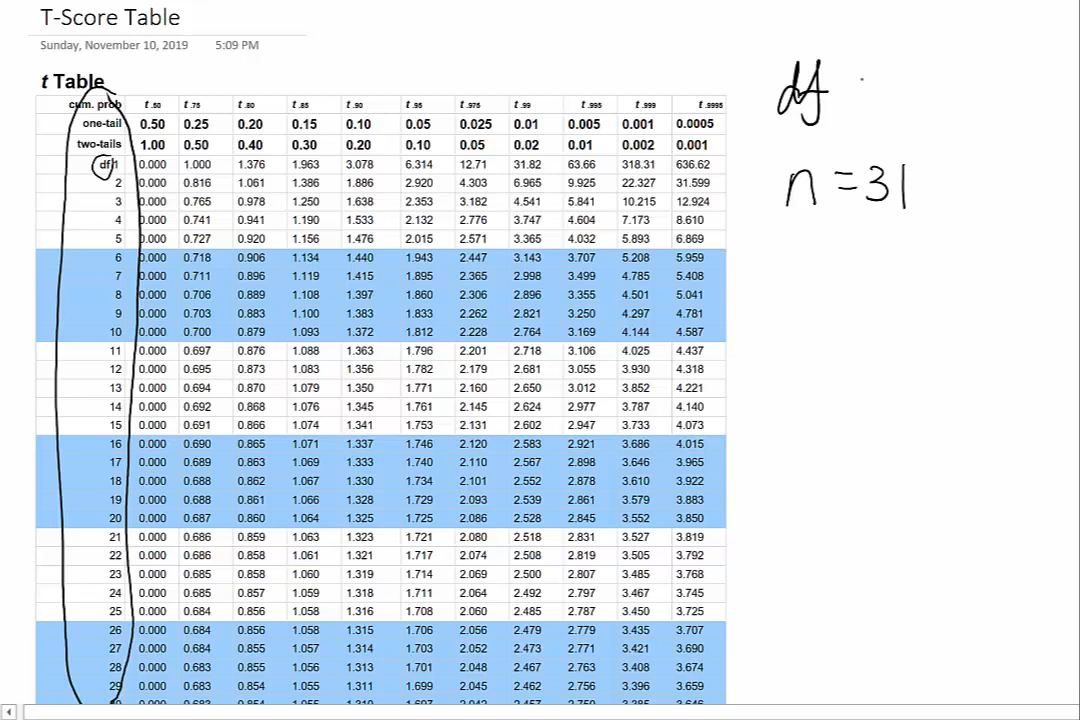 T-Score Table
Sunday, November 10, 2019 5:09 PM
t Table
cum. prob t .50 t .75 t .80 t .85 t .90 t .95 t .975 t .99 t .995 t .999 t .9995
one-tail 0.50 0.25 0.20 0.15 0.10 0.05 0.025 0.01 0.005 0.001 0.0005
two-tails 1.00 0.50 0.40 0.30 0.20 0.10 0.05 0.02 0.01 0.002 0.001
df 1 0.000 1.000 1.376 1.963 3.078 6.314 12.71 31.82 63.66 318.31 636.62
2 0.000 0.816 1.061 1.386 1.886 2.920 4.303 6.965 9.925 22.327 31.599
3 0.000 0.765 0.978 1.250 1.638 2.353 3.182 4.541 5.841 10.215 12.924
4 0.000 0.741 0.941 1.190 1.533 2.132 2.776 3.747 4.604 7.173 8.610
5 0.000 0.727 0.920 1.156 1.476 2.015 2.571 3.365 4.032 5.893 6.869
6 0.000 0.718 0.906 1.134 1.440 1.943 2.447 3.143 3.707 5.208 5.959
7 0.000 0.711 0.896 1.119 1.415 1.895 2.365 2.998 3.499 4.785 5.408
8 0.000 0.706 0.889 1.108 1.397 1.860 2.306 2.896 3.355 4.501 5.041
9 0.000 0.703 0.883 1.100 1.383 1.833 2.262 2.821 3.250 4.297 4.781
10 0.000 0.700 0.879 1.093 1.372 1.812 2.228 2.764 3.169 4.144 4.587
11 0.000 0.697 0.876 1.088 1.363 1.796 2.201 2.718 3.106 4.025 4.437
12 0.000 0.695 0.873 1.083 1.356 1.782 2.179 2.681 3.055 3.930 4.318
13 0.000 0.694 0.870 1.079 1.350 1.771 2.160 2.650 3.012 3.852 4.221
14 0.000 0.692 0.868 1.076 1.345 1.761 2.145 2.624 2.977 3.787 4.140
15 0.000 0.691 0.866 1.074 1.341 1.753 2.131 2.602 2.947 3.733 4.073
16 0.000 0.690 0.865 1.071 1.337 1.746 2.120 2.583 2.921 3.686 4.015
17 0.000 0.689 0.863 1.069 1.333 1.740 2.110 2.567 2.898 3.646 3.965
18 0.000 0.688 0.862 1.067 1.330 1.734 2.101 2.552 2.878 3.610 3.922
19 0.000 0.688 0.861 1.066 1.328 1.729 2.093 2.539 2.861 3.579 3.883
20 0.000 0.687 0.860 1.064 1.325 1.725 2.086 2.528 2.845 3.552 3.850
21 0.000 0.686 0.859 1.063 1.323 1.721 2.080 2.518 2.831 3.527 3.819
22 0.000 0.686 0.858 1.061 1.321 1.717 2.074 2.508 2.819 3.505 3.792
23 0.000 0.685 0.858 1.060 1.319 1.714 2.069 2.500 2.807 3.485 3.768
24 0.000 0.685 0.857 1.059 1.318 1.711 2.064 2.492 2.797 3.467 3.745
25 0.000 0.684 0.856 1.058 1.316 1.708 2.060 2.485 2.787 3.450 3.725
26 0.000 0.684 0.856 1.058 1.315 1.706 2.056 2.479 2.779 3.435 3.707
27 0.000 0.684 0.855 1.057 1.314 1.703 2.052 2.473 2.771 3.421 3.690
28 0.000 0.683 0.855 1.056 1.313 1.701 2.048 2.467 2.763 3.408 3.674
29 0.000 0.683 0.854 1.055 1.311 1.699 2.045 2.462 2.756 3.396 3.659
df
n = 31